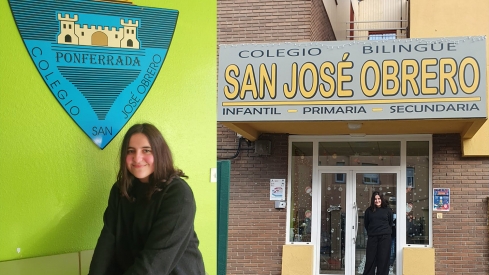 PONFERRADA
COLEGIO SAN JOSÉ OBRERO
COLEGIO BILINGÜE
SAN JOSÉ OBRERO
INFANTIL — PRIMARIA — SECUNDARIA